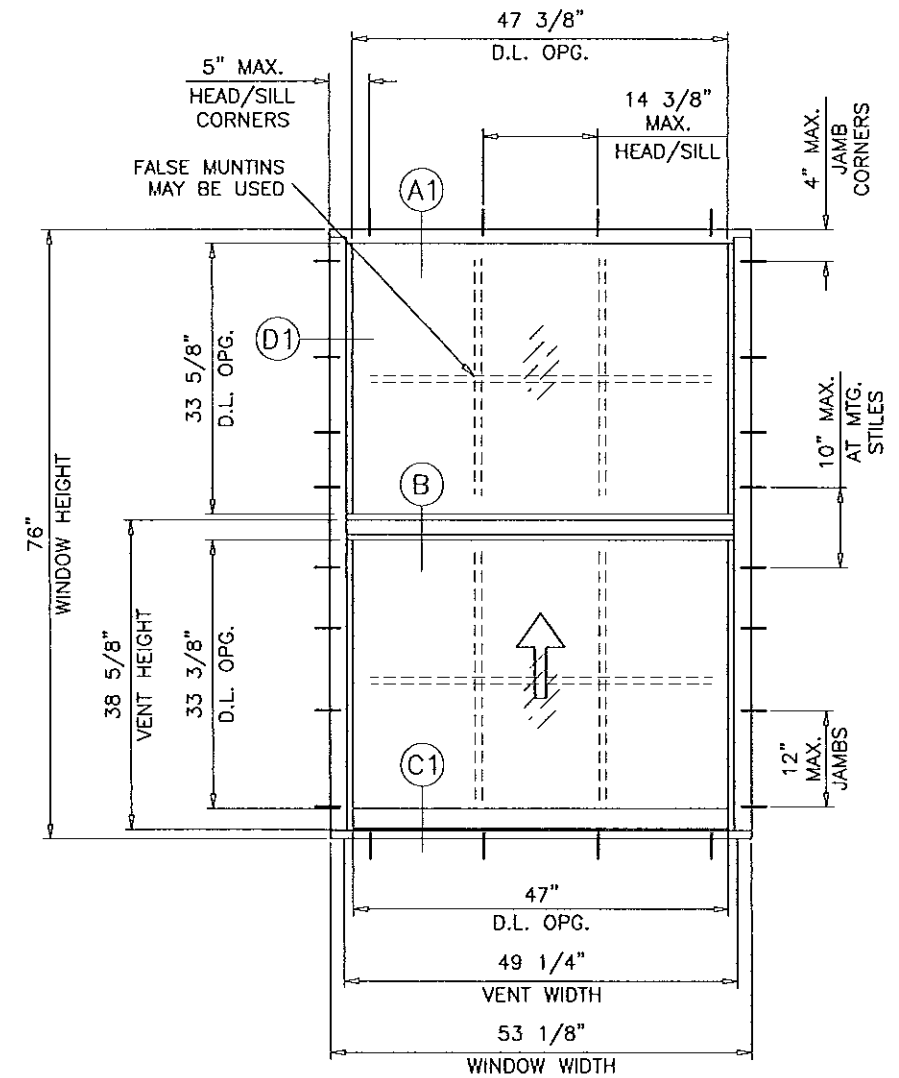 47 3/8"
D.L. OPG.
5" MAX.
HEAD/SILL
CORNERS
14 3/8"
MAX.
HEAD/SILL
4" MAX.
JAMB
CORNERS
FALSE MUNTINS
MAY BE USED
A1
D1
33 5/8"
D.L. OPG.
10" MAX.
AT MTG.
STILES
B
76"
WINDOW HEIGHT
38 5/8"
VENT HEIGHT
33 3/8"
D.L. OPG.
12"
MAX.
JAMBS
C1
47"
D.L. OPG.
49 1/4"
VENT WIDTH
53 1/8"
WINDOW WIDTH